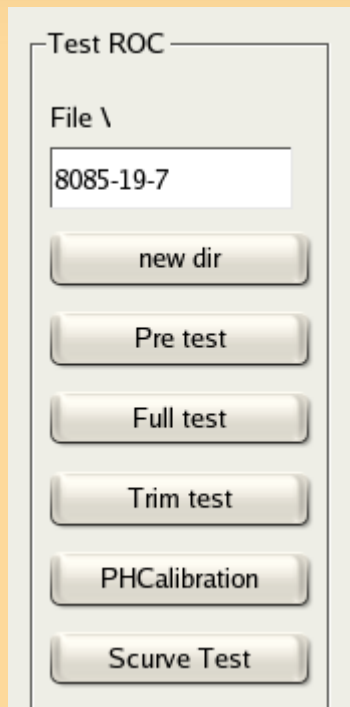 Test ROC
File \
8085-19-7
new dir
Pre test
Full test
Trim test
PHCalibration
Scurve Test